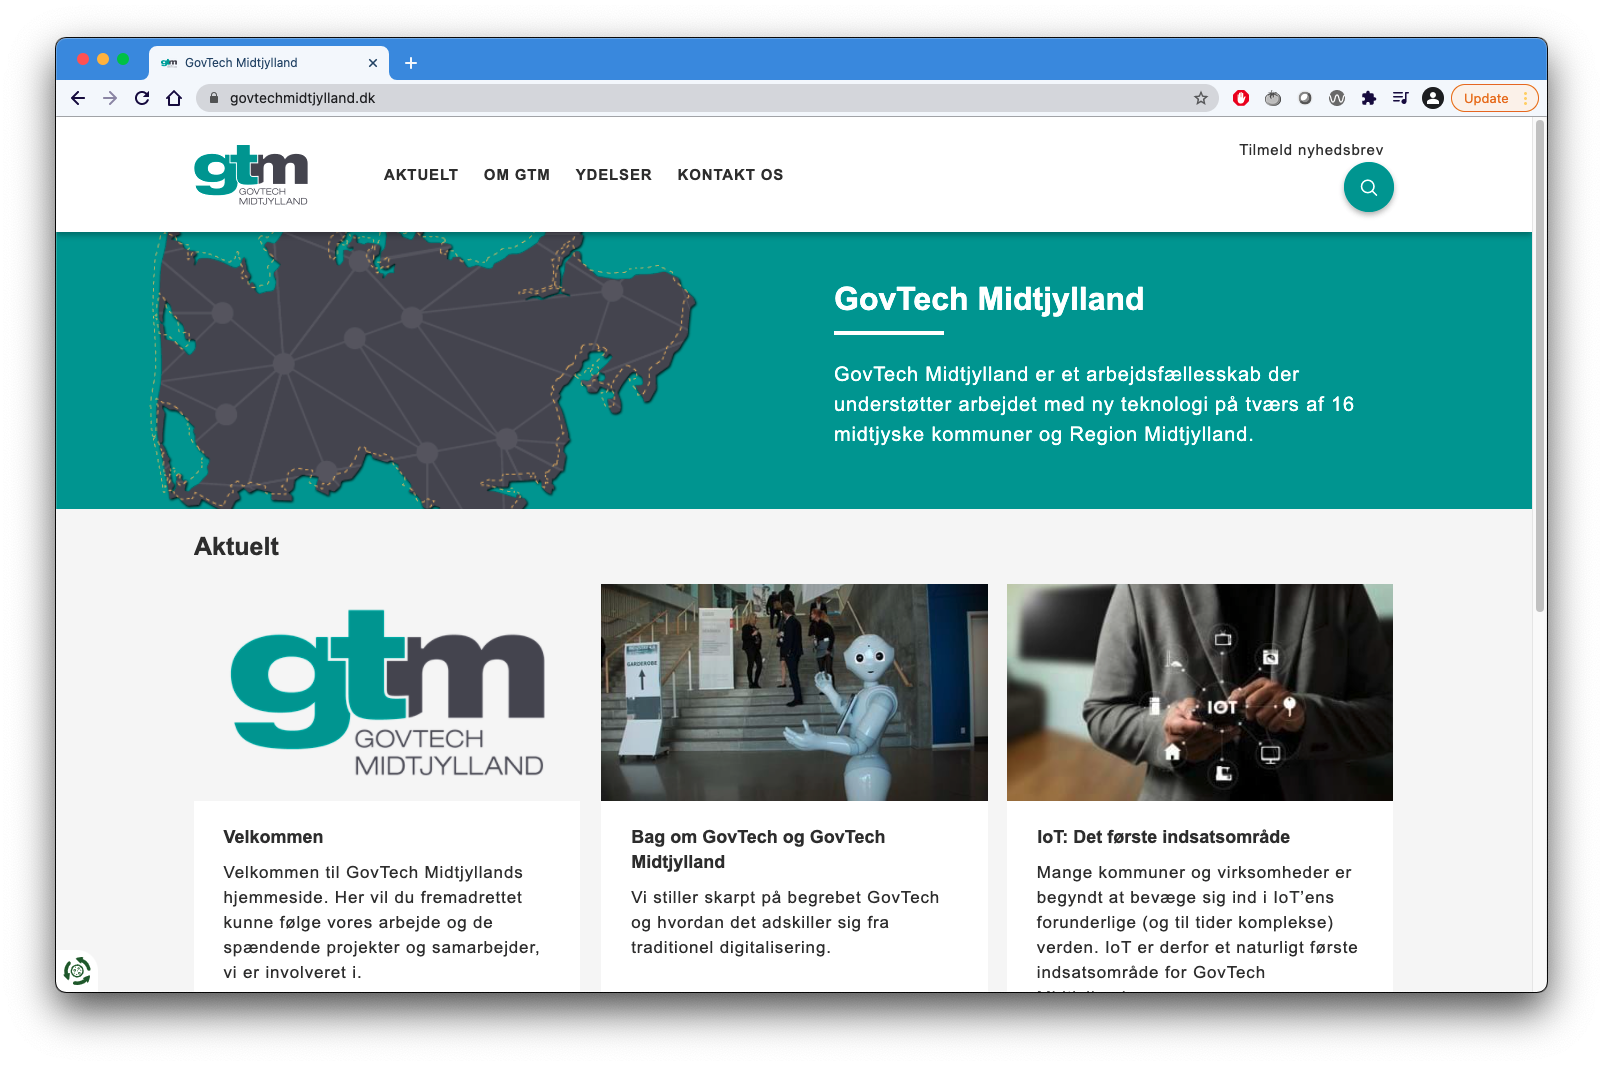 gtm GovTech Midtjylland
govtechmidtjylland.dk
Update
gtm
GOVTECH
MIDTJYLLAND
AKTUELT OM GTM YDELSER KONTAKT OS
Tilmeld nyhedsbrev
GovTech Midtjylland
GovTech Midtjylland er et arbejdsfællesskab der
understøtter arbejdet med ny teknologi på tværs af 16
midtjyske kommuner og Region Midtjylland.
Aktuelt
gtm
GOVTECH
MIDTJYLLAND
GARDEROBE
IOT
Velkommen
Velkommen til GovTech Midtjyllands
hjemmeside. Her vil du fremadrettet
kunne følge vores arbejde og de
spændende projekter og samarbejder,
vi er involveret i.
Bag om GovTech og GovTech
Midtjylland
Vi stiller skarpt på begrebet GovTech
og hvordan det adskiller sig fra
traditionel digitalisering.
IoT: Det første indsatsområde
Mange kommuner og virksomheder er
begyndt at bevæge sig ind i IoT’ens
forunderlige (og til tider komplekse)
verden. IoT er derfor et naturligt første
indsatsområde for GovTech